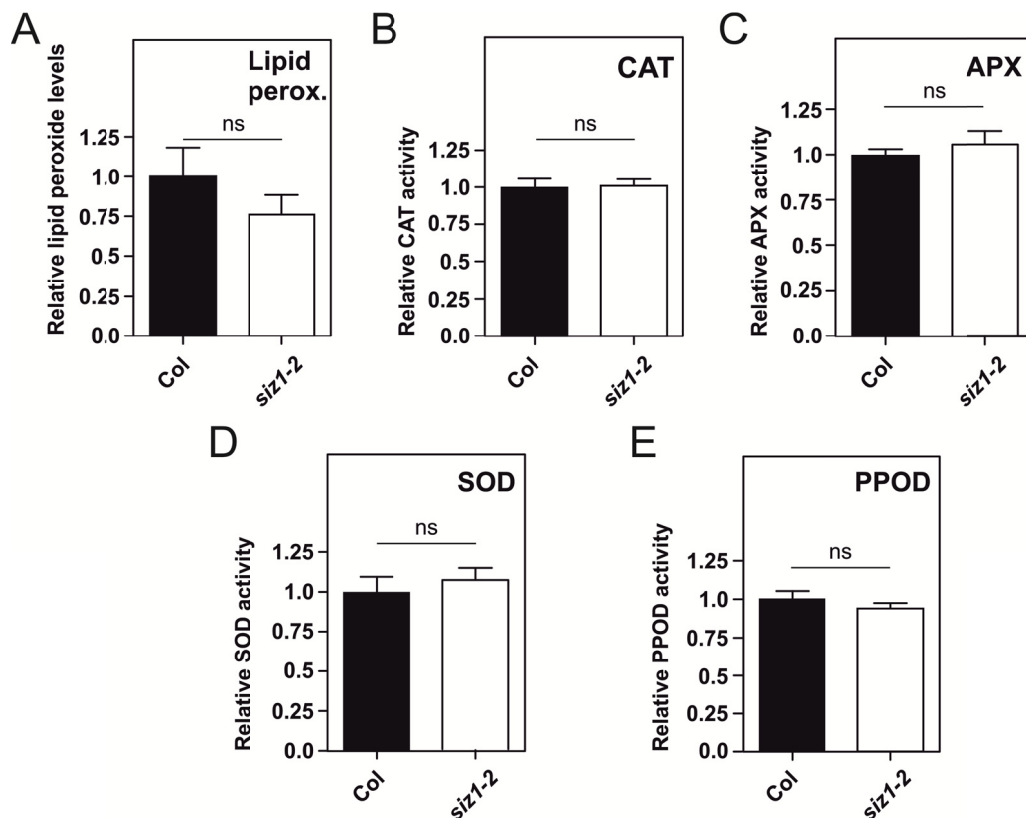 A
Lipid
perox.
Relative lipid peroxide levels
1.25
1.0
0.75
0.5
0.25
0.0
ns
Col
siz1-2
B
CAT
Relative CAT activity
1.25
1.0
0.75
0.5
0.25
0.0
ns
Col
siz1-2
C
APX
Relative APX activity
1.25
1.0
0.75
0.5
0.25
0.0
ns
Col
siz1-2
D
SOD
Relative SOD activity
1.25
1.0
0.75
0.5
0.25
0.0
ns
Col
siz1-2
E
PPOD
Relative PPOD activity
1.25
1.0
0.75
0.5
0.25
0.0
ns
Col
siz1-2